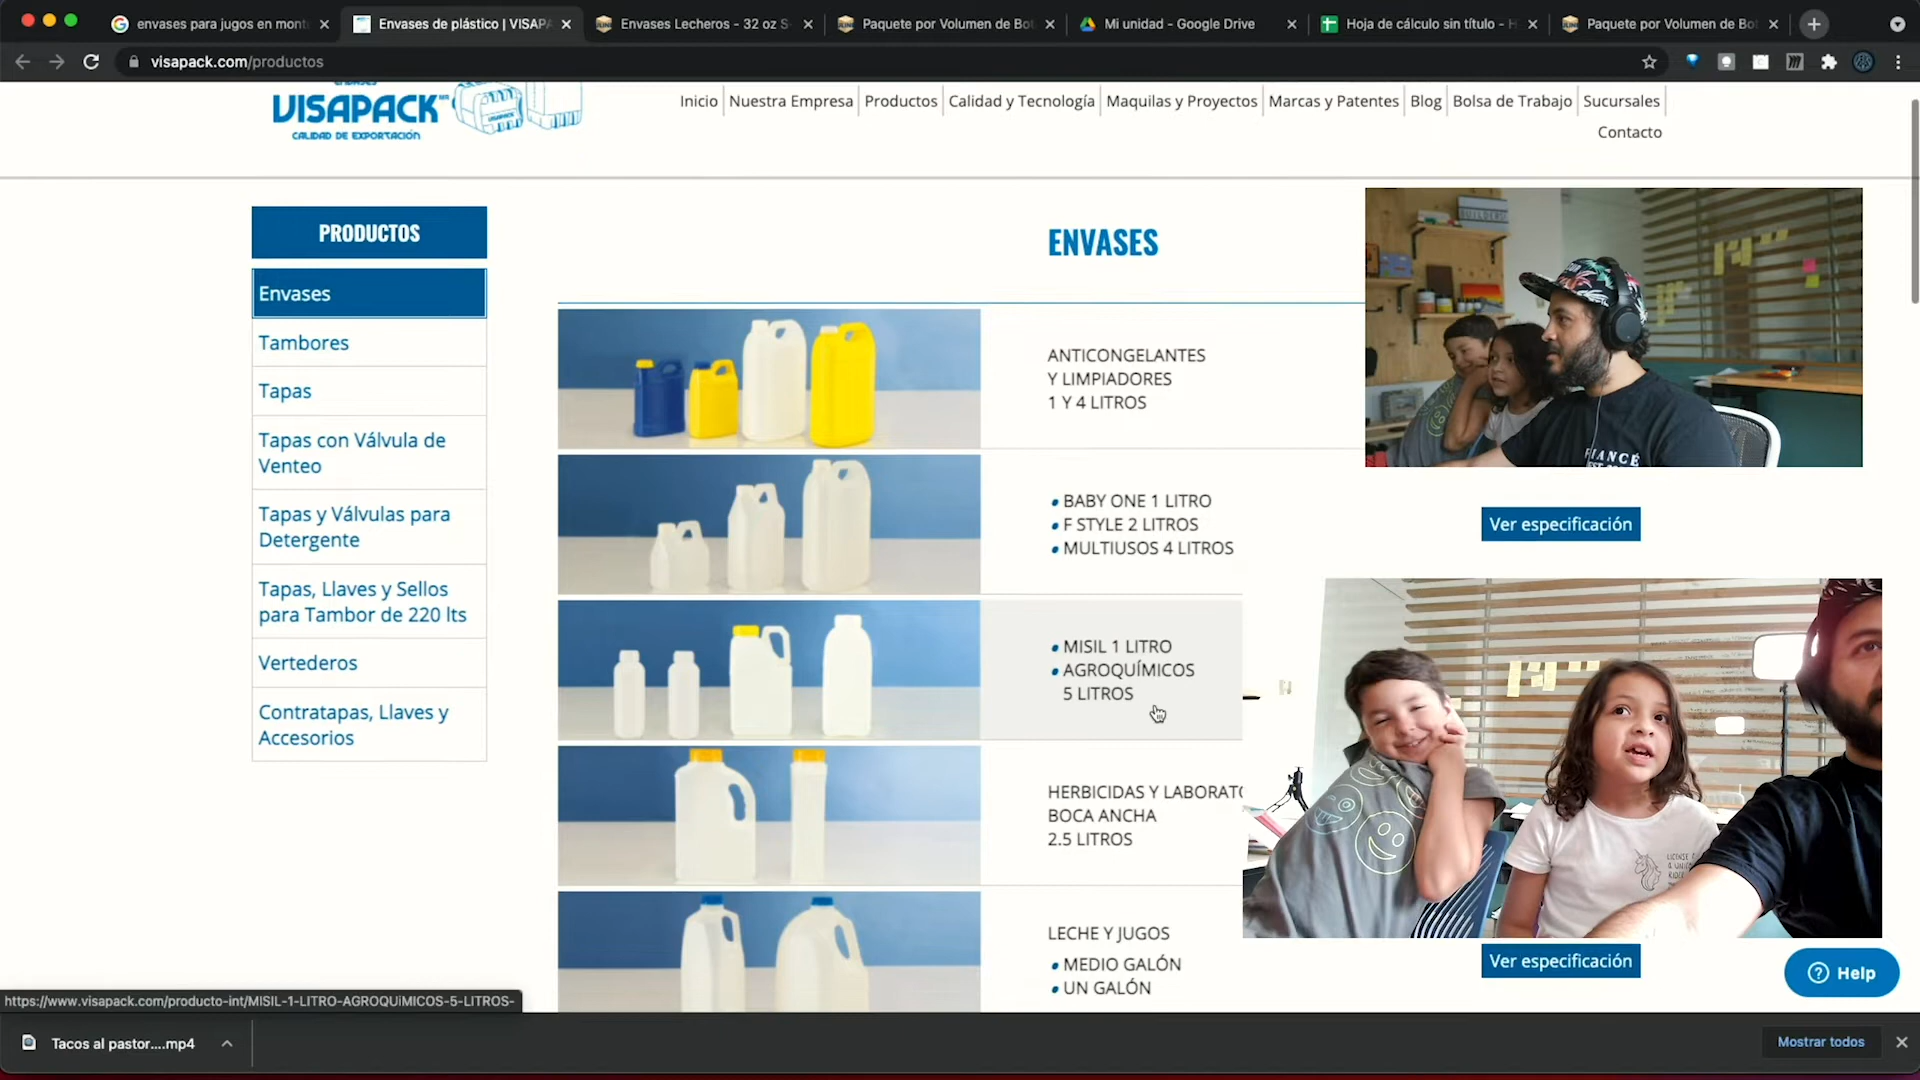 envases para jugos en mont
Envases de plástico | VISAPA
Envases Lecheros - 32 oz S
Paquete por Volumen de Bot
Mi unidad - Google Drive
Hoja de cálculo sin título - H
Paquete por Volumen de Bot
visapack.com/productos
VISAPACK
CALIDAD DE EXPORTACIÓN
Inicio
Nuestra Empresa
Productos
Calidad y Tecnología
Maquilas y Proyectos
Marcas y Patentes
Blog
Bolsa de Trabajo
Sucursales
Contacto
PRODUCTOS
Envases
Tambores
Tapas
Tapas con Válvula de
Venteo
Tapas y Válvulas para
Detergente
Tapas, Llaves y Sellos
para Tambor de 220 lts
Vertederos
Contratapas, Llaves y
Accesorios
ENVASES
ANTICONGELANTES
Y LIMPIADORES
1 Y 4 LITROS
BABY ONE 1 LITRO
F STYLE 2 LITROS
MULTIUSOS 4 LITROS
Ver especificación
MISIL 1 LITRO
AGROQUÍMICOS
5 LITROS
HERBICIDAS Y LABORATO
BOCA ANCHA
2.5 LITROS
LECHE Y JUGOS
MEDIO GALÓN
UN GALÓN
Ver especificación
Help
https://www.visapack.com/producto-int/MISIL-1-LITRO-AGROQUíMICOS-5-LITROS-
Tacos al pastor....mp4
Mostrar todos
BUILDERS
FIANCÉ